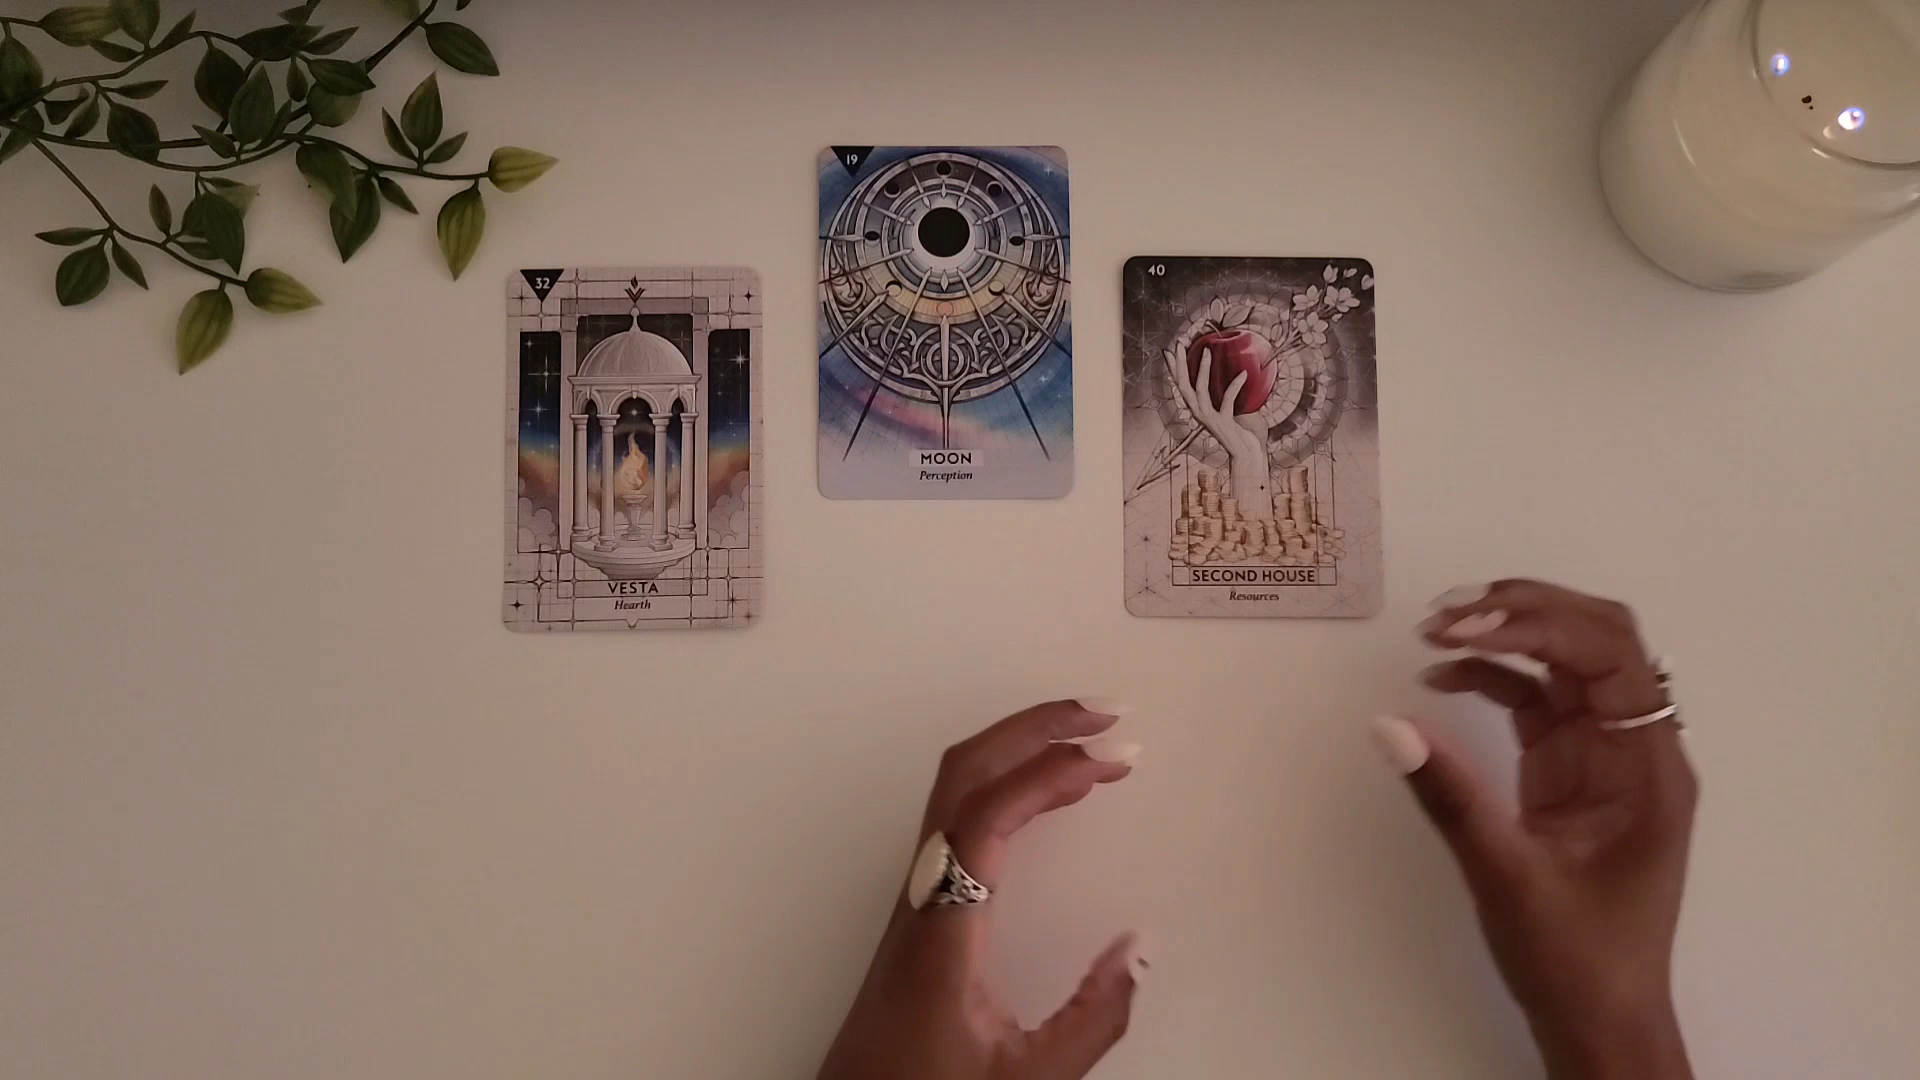 32
VESTA
Hearth
19
MOON
Perception
40
SECOND HOUSE
Resources